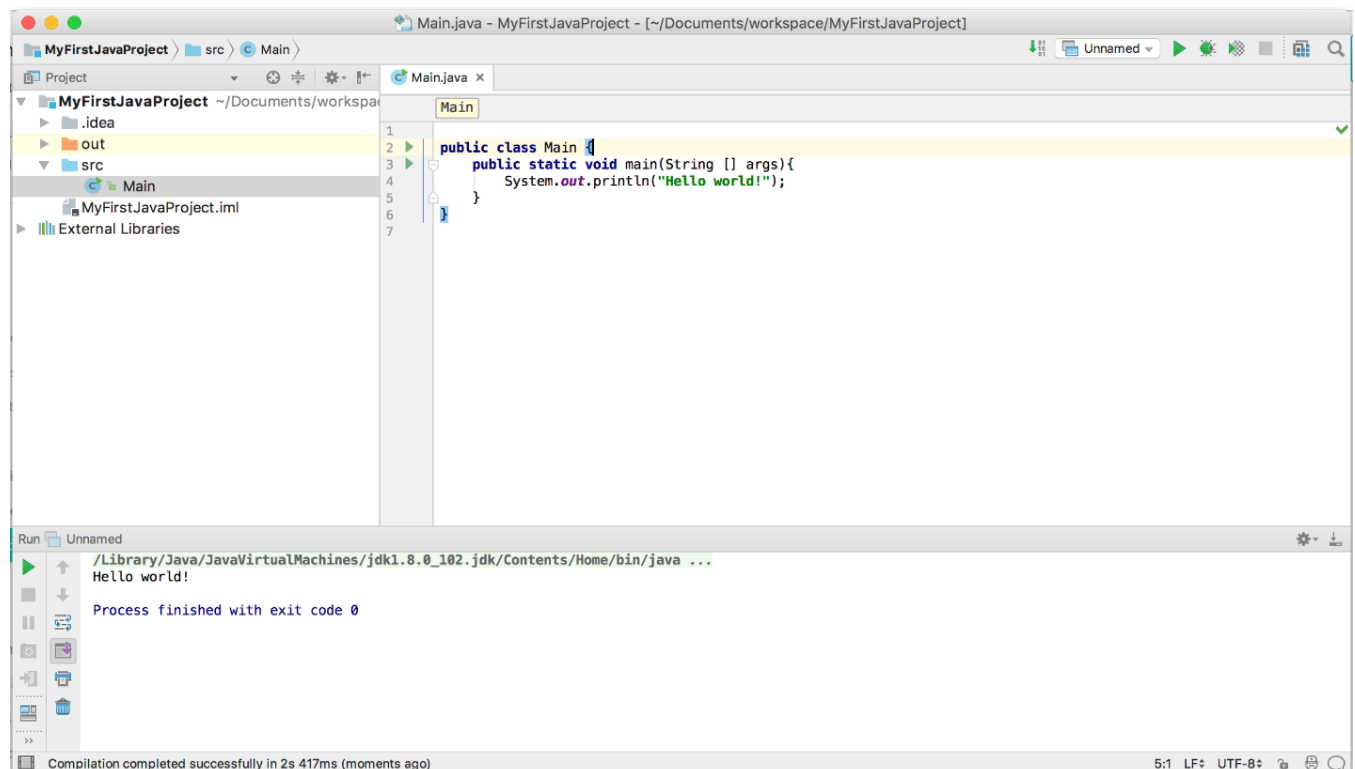 Main.java - MyFirstJavaProject - [~/Documents/workspace/MyFirstJavaProject]
MyFirstJavaProject src Main
Unnamed
Project
Main.java ×
MyFirstJavaProject ~/Documents/workspa
.idea
out
src
Main
MyFirstJavaProject.iml
External Libraries
Main
1
2 public class Main {
3 public static void main(String [] args){
4 System.out.println("Hello world!");
5 }
6 }
7
Run Unnamed
/Library/Java/JavaVirtualMachines/jdk1.8.0_102.jdk/Contents/Home/bin/java ...
Hello world!
Process finished with exit code 0
Compilation completed successfully in 2s 417ms (moments ago)
5:1 LF UTF-8